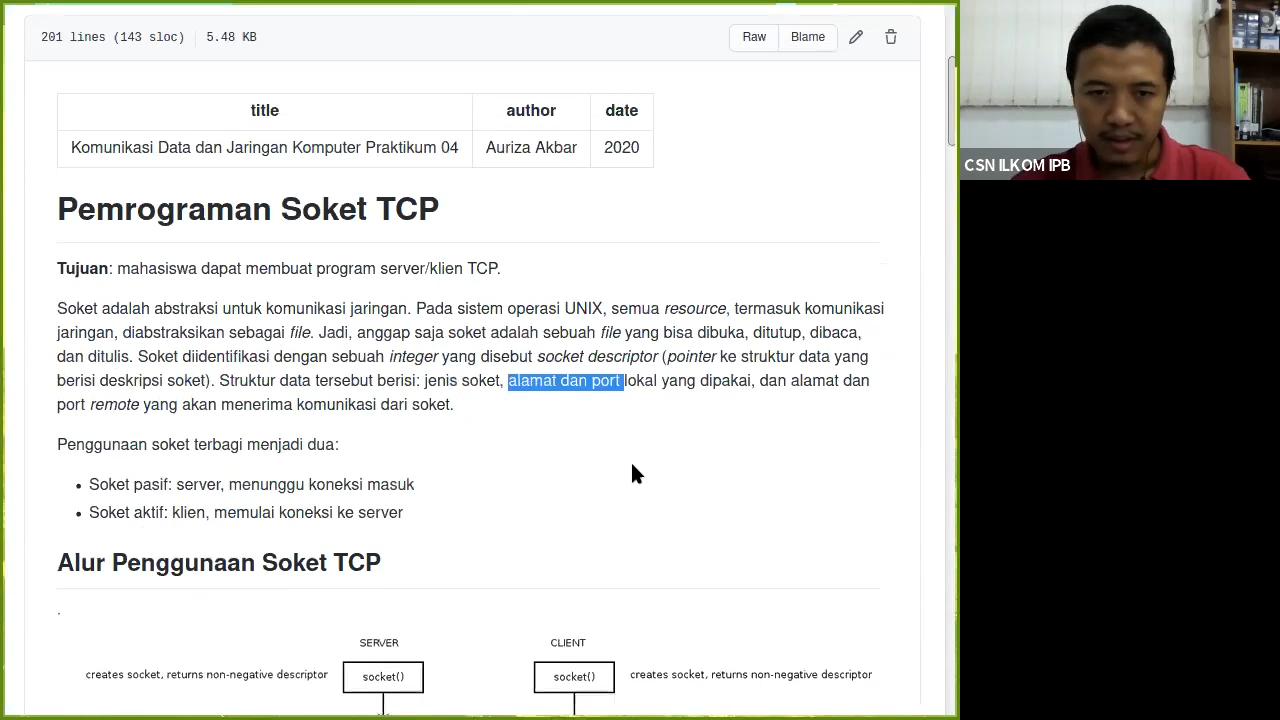 201 lines (143 sloc) 5.48 KB Raw Blame
title author date
Komunikasi Data dan Jaringan Komputer Praktikum 04 Auriza Akbar 2020
CSN ILKOM IPB
Pemrograman Soket TCP
Tujuan: mahasiswa dapat membuat program server/klien TCP.
Soket adalah abstraksi untuk komunikasi jaringan. Pada sistem operasi UNIX, semua resource, termasuk komunikasi
jaringan, diabstraksikan sebagai file. Jadi, anggap saja soket adalah sebuah file yang bisa dibuka, ditutup, dibaca,
dan ditulis. Soket diidentifikasi dengan sebuah integer yang disebut socket descriptor (pointer ke struktur data yang
berisi deskripsi soket). Struktur data tersebut berisi: jenis soket, alamat dan port lokal yang dipakai, dan alamat dan
port remote yang akan menerima komunikasi dari soket.
Penggunaan soket terbagi menjadi dua:
• Soket pasif: server, menunggu koneksi masuk
• Soket aktif: klien, memulai koneksi ke server
Alur Penggunaan Soket TCP
.
SERVER CLIENT
creates socket, returns non-negative descriptor socket() socket() creates socket, returns non-negative descriptor